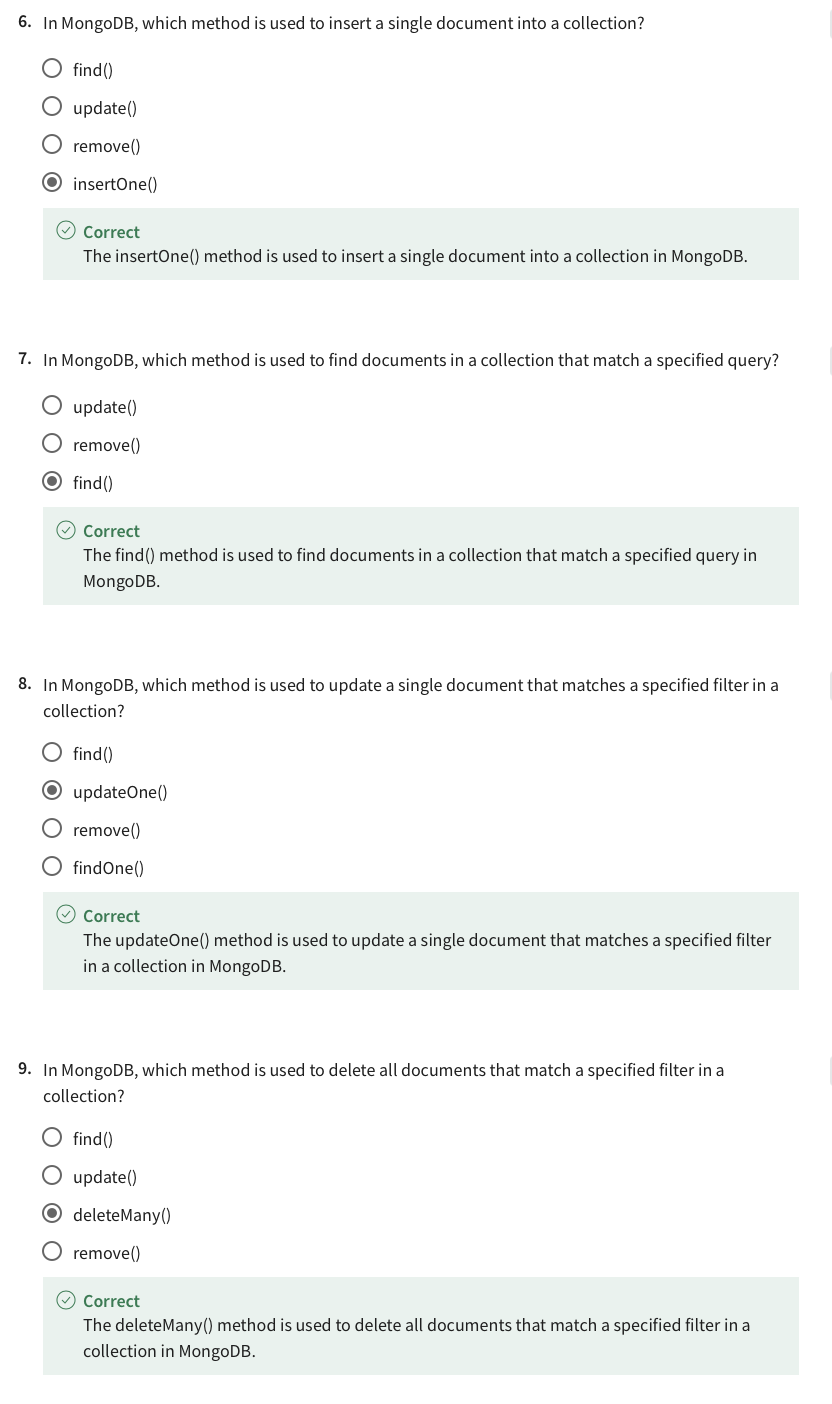 6. In MongoDB, which method is used to insert a single document into a collection?
find()
update()
remove()
insertOne()
Correct
The insertOne() method is used to insert a single document into a collection in MongoDB.
7. In MongoDB, which method is used to find documents in a collection that match a specified query?
update()
remove()
find()
Correct
The find() method is used to find documents in a collection that match a specified query in
MongoDB.
8. In MongoDB, which method is used to update a single document that matches a specified filter in a
collection?
find()
updateOne()
remove()
findOne()
Correct
The updateOne() method is used to update a single document that matches a specified filter
in a collection in MongoDB.
9. In MongoDB, which method is used to delete all documents that match a specified filter in a
collection?
find()
update()
deleteMany()
remove()
Correct
The deleteMany() method is used to delete all documents that match a specified filter in a
collection in MongoDB.